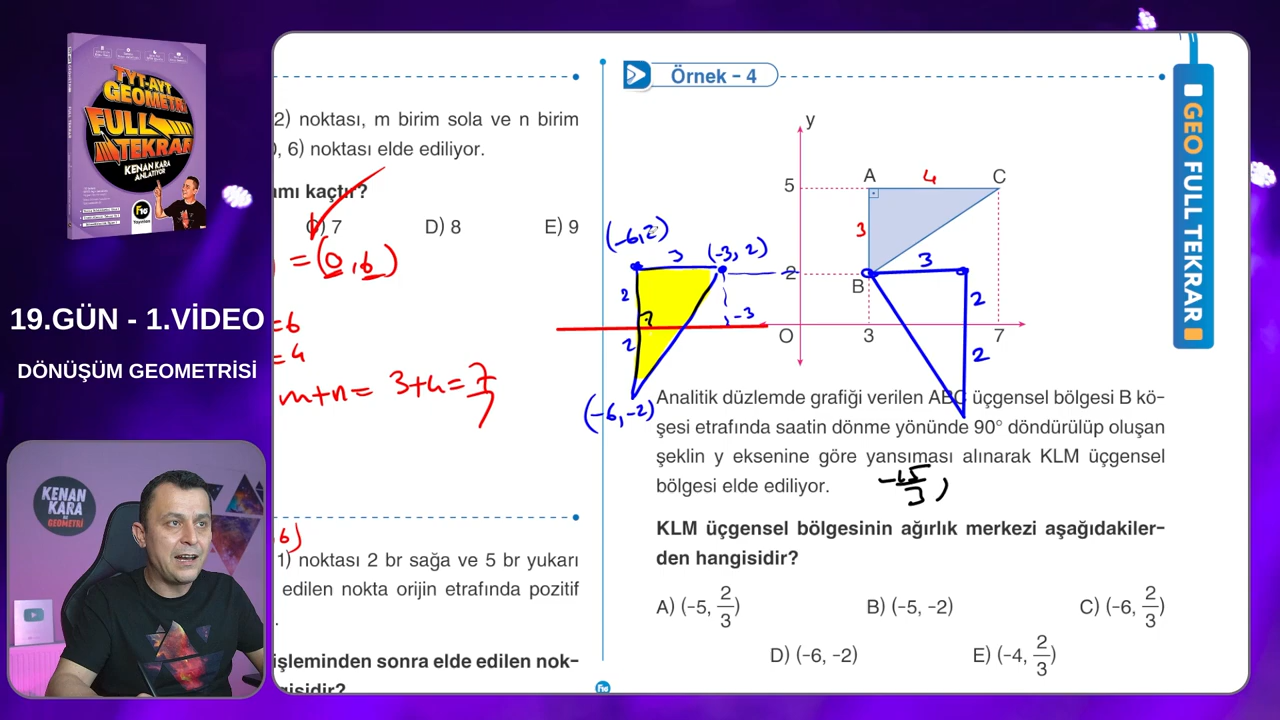 TYT-AYT
GEOMETRİ
FULL
TEKRAR
KENAN KARA
ANLATIYOR
19.GÜN - 1.VİDEO
DÖNÜŞÜM GEOMETRİSİ
KENAN
KARA
GEOMETRİ
2) noktası, m birim sola ve n birim
, 6) noktası elde ediliyor.
amı kaçtır?
C) 7 D) 8 E) 9
= (0, 6)
= 6
= 4
m+n = 3+4 = 7
6)
1) noktası 2 br sağa ve 5 br yukarı
edilen nokta orijin etrafında pozitif
.
işleminden sonra elde edilen nok-
gisidir?
Örnek – 4
y
A 4 C
5
3
(-6,2) 3 (-3, 2)
2 2 B 3
2
-3
O 3 7
2 2
(-6,-2)
Analitik düzlemde grafiği verilen ABC üçgensel bölgesi B kö-
şesi etrafında saatin dönme yönünde 90° döndürülüp oluşan
şeklin y eksenine göre yansıması alınarak KLM üçgensel
bölgesi elde ediliyor.
-15/3 ,
KLM üçgensel bölgesinin ağırlık merkezi aşağıdakiler-
den hangisidir?
A) (-5, 2/3) B) (-5, -2) C) (-6, 2/3)
D) (-6, -2) E) (-4, 2/3)
GEO FULL TEKRAR